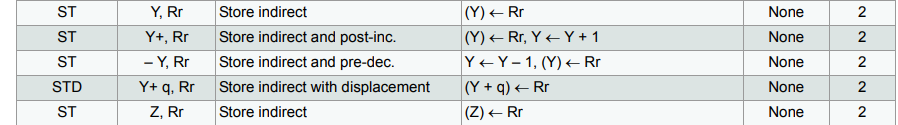 ST Y, Rr Store indirect (Y) ← Rr None 2
ST Y+, Rr Store indirect and post-inc. (Y) ← Rr, Y ← Y + 1 None 2
ST – Y, Rr Store indirect and pre-dec. Y ← Y – 1, (Y) ← Rr None 2
STD Y+ q, Rr Store indirect with displacement (Y + q) ← Rr None 2
ST Z, Rr Store indirect (Z) ← Rr None 2